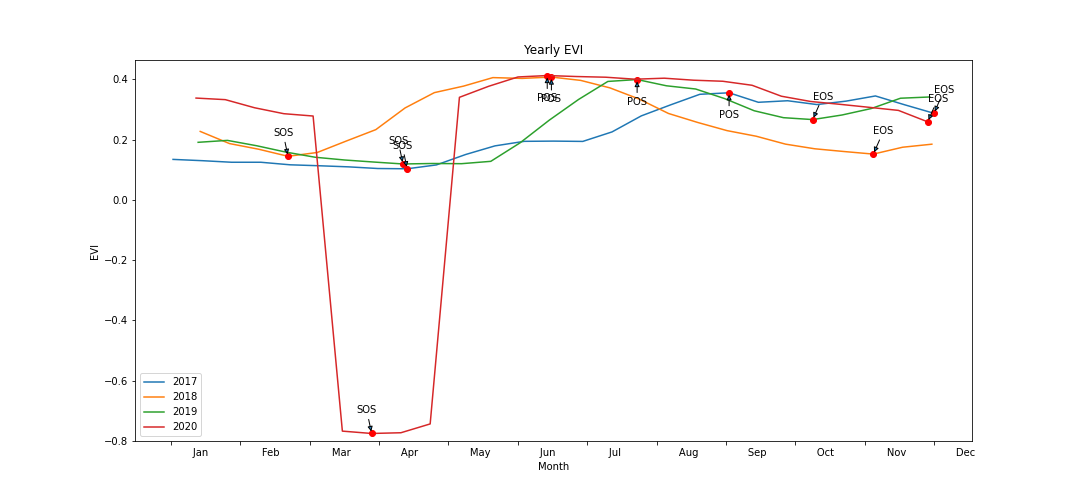 Yearly EVI
0.4
0.2
0.0
−0.2
−0.4
−0.6
−0.8
EVI
SOS
SOS
SOS
SOS
POS
POS
POS
POS
EOS
EOS
EOS
EOS
2017
2018
2019
2020
Jan Feb Mar Apr May Jun Jul Aug Sep Oct Nov Dec
Month